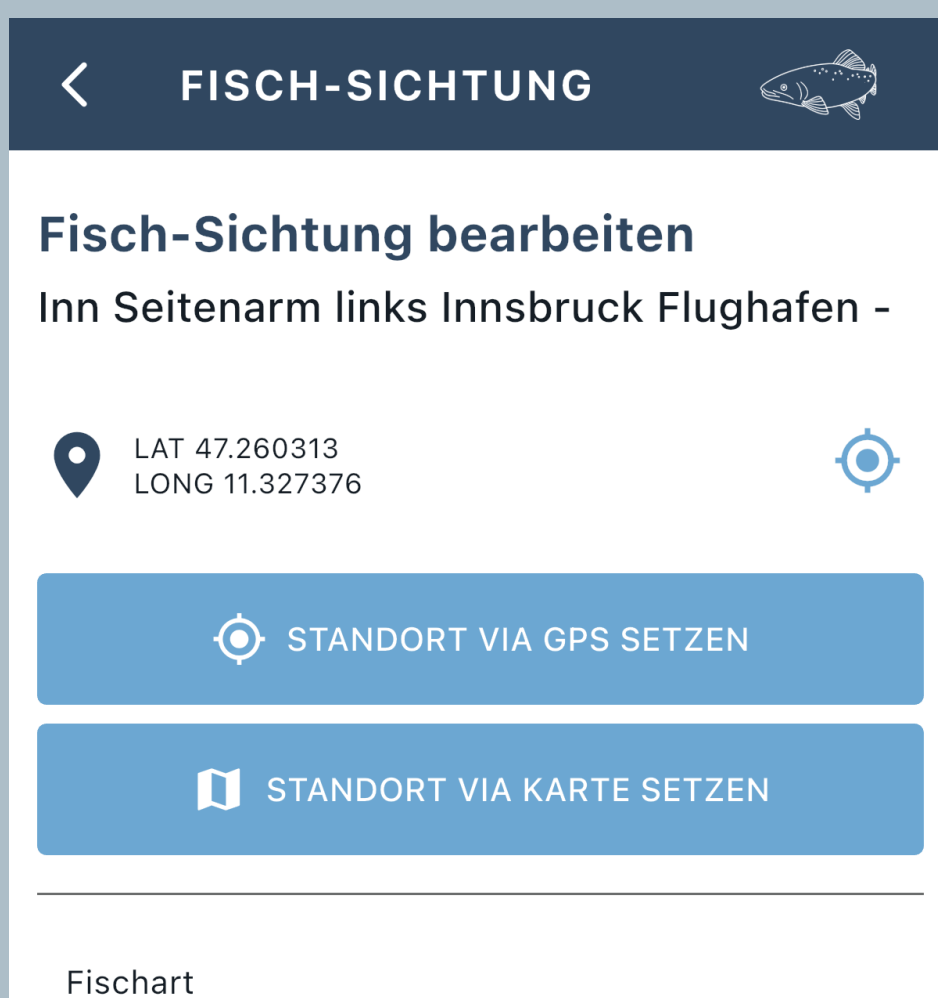 FISCH-SICHTUNG
Fisch-Sichtung bearbeiten
Inn Seitenarm links Innsbruck Flughafen -
LAT 47.260313
LONG 11.327376
STANDORT VIA GPS SETZEN
STANDORT VIA KARTE SETZEN
Fischart